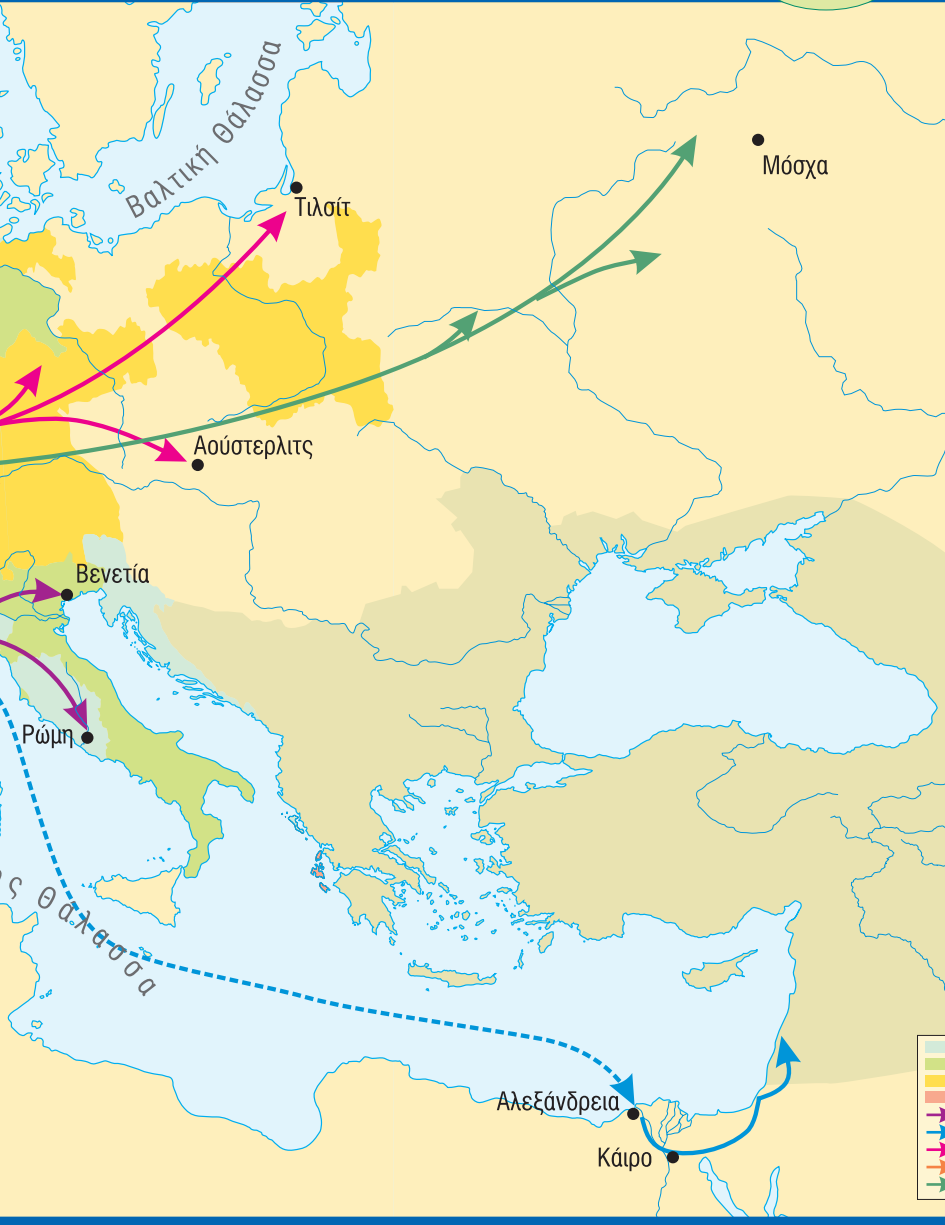 Βαλτική Θάλασσα
Μόσχα
Τιλσίτ
Αούστερλιτς
Βενετία
Ρώμη
ς Θάλασσα
Αλεξάνδρεια
Κάιρο